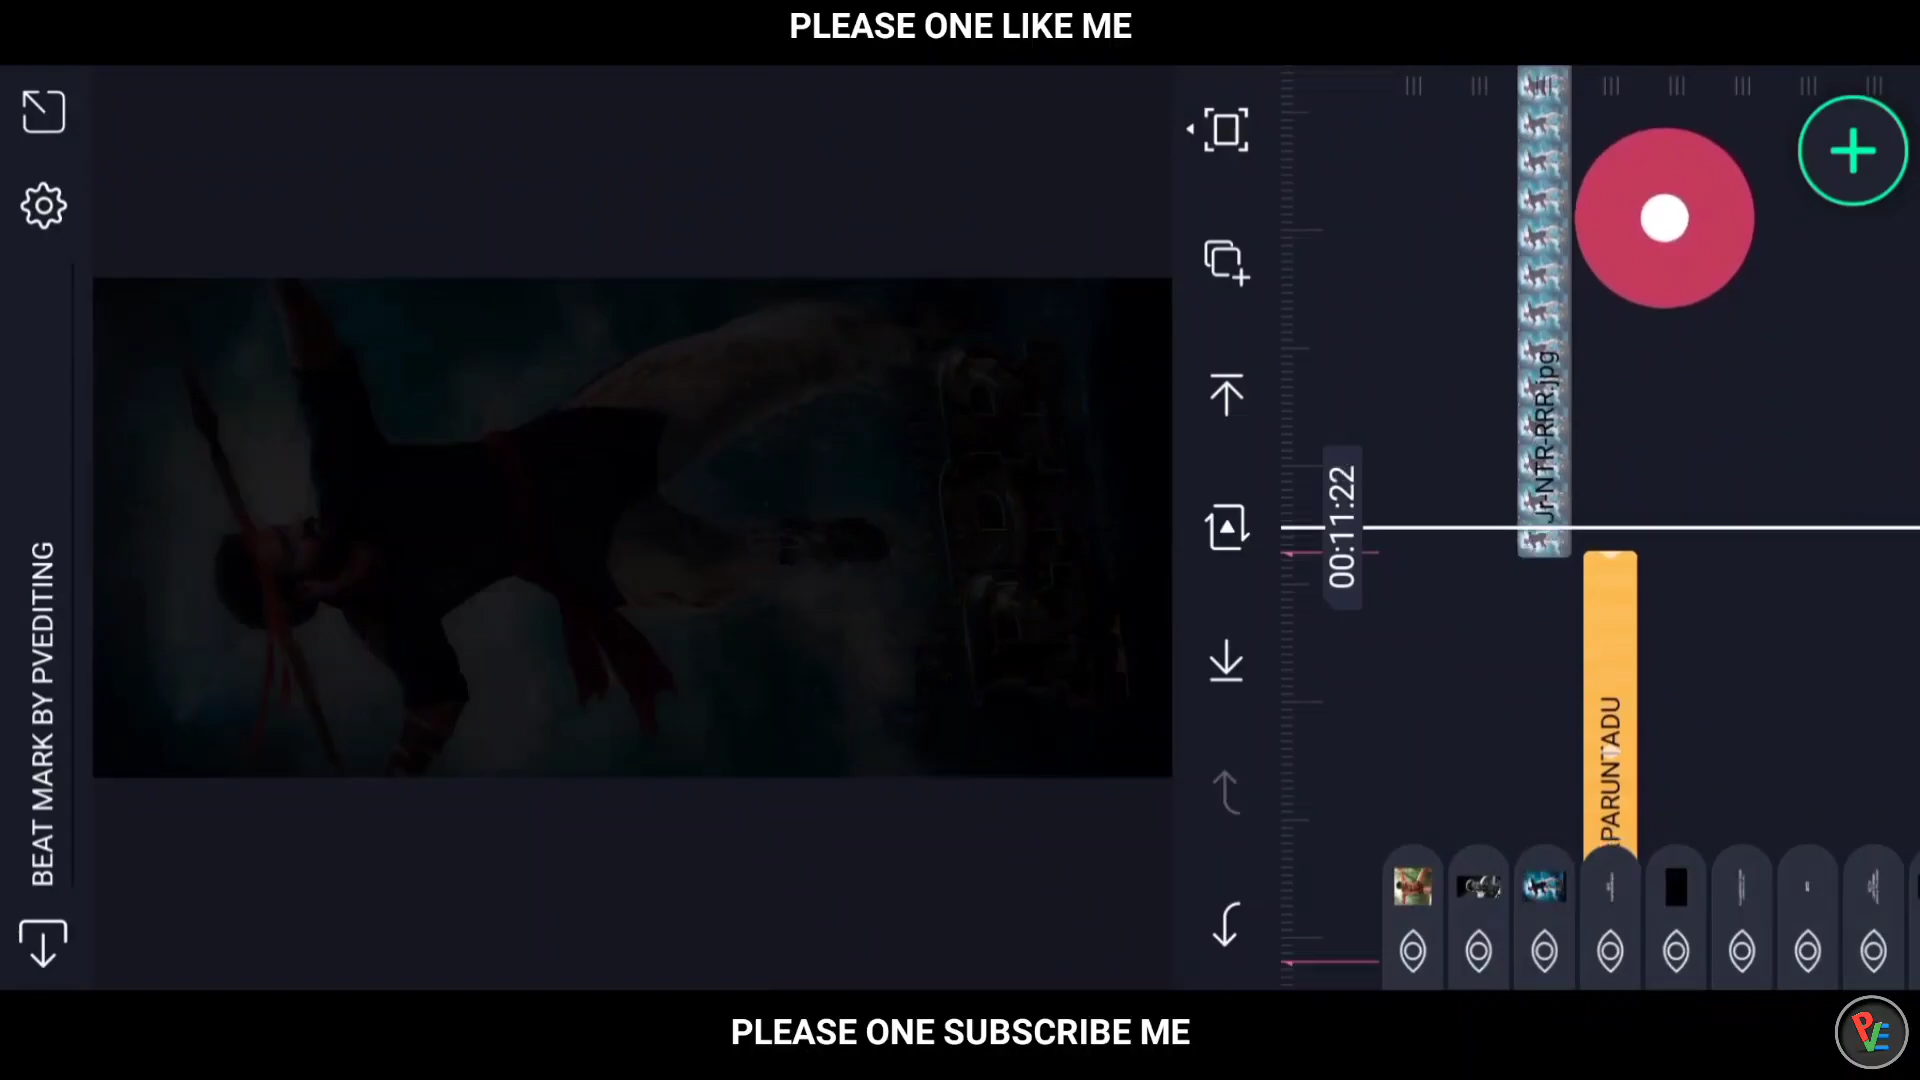 PLEASE ONE LIKE ME
BEAT MARK BY PVEDITING
00:11:22
Jr-NTR-RRR.jpg
PARUNTADU
PLEASE ONE SUBSCRIBE ME
PVE